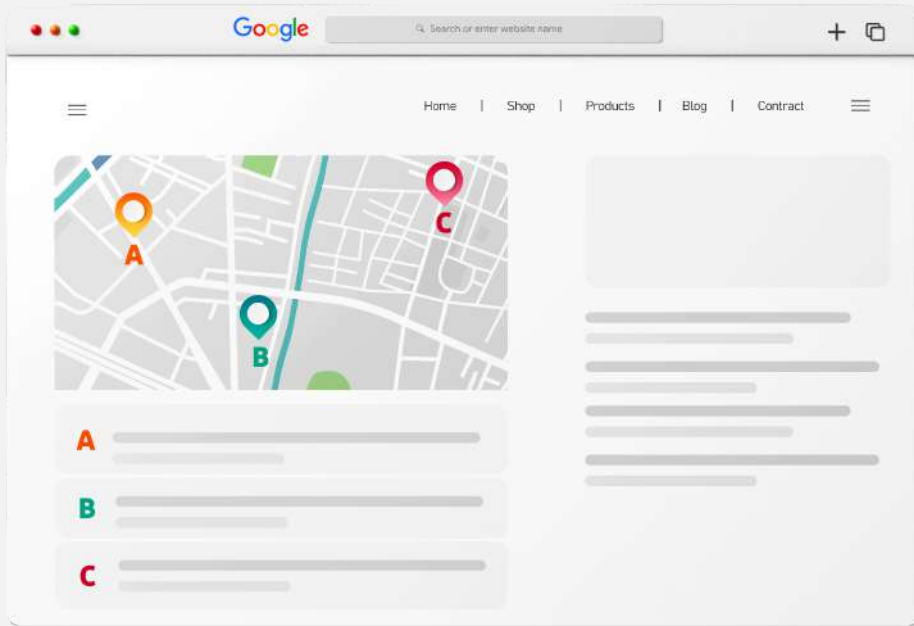 Google
Search or enter website name
Home | Shop | Products | Blog | Contract
A
B
C
A
B
C